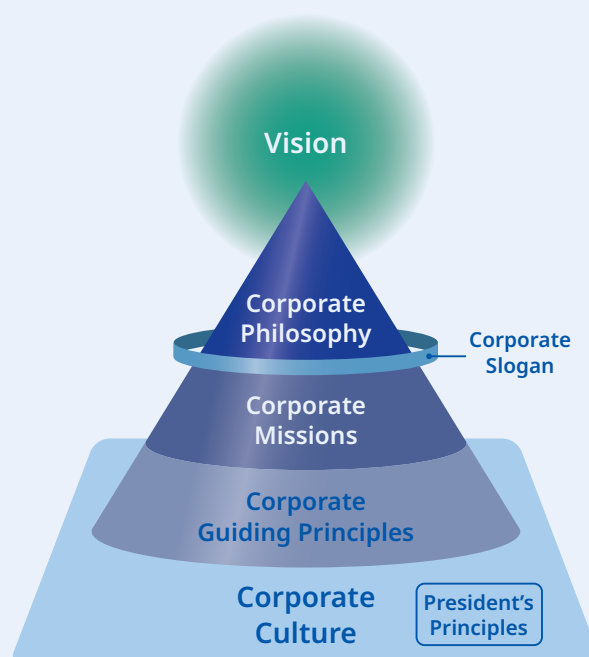 Vision
Corporate
Philosophy
Corporate
Slogan
Corporate
Missions
Corporate
Guiding Principles
Corporate
Culture
President’s
Principles